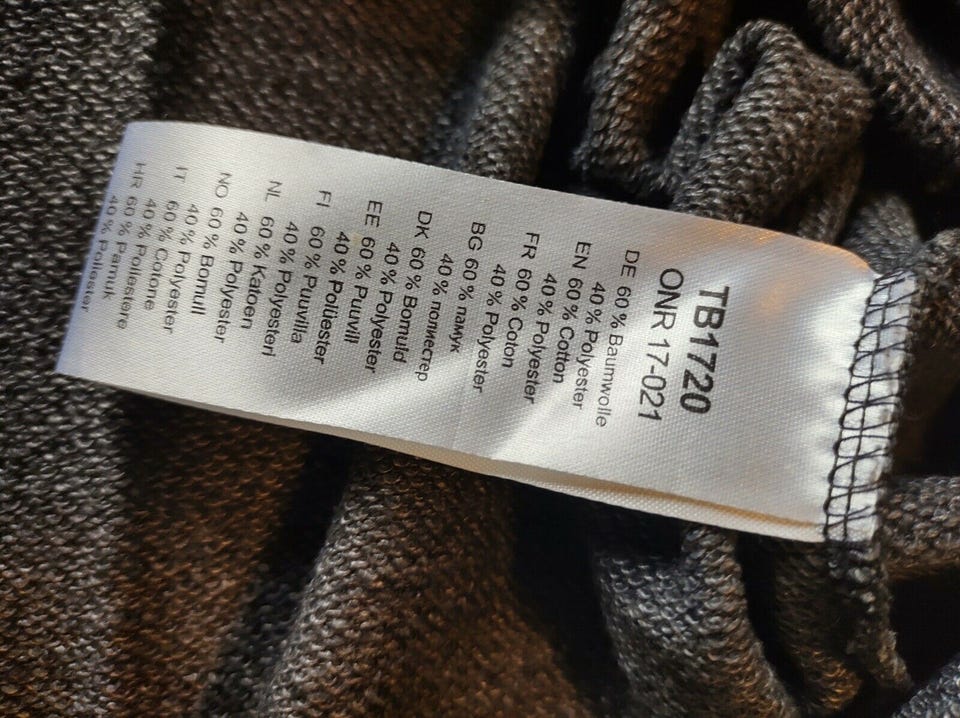 TB1720
ONR 17-021
DE 60 % Baumwolle
40 % Polyester
EN 60 % Cotton
40 % Polyester
FR 60 % Coton
40 % Polyester
BG 60 % памук
40 % полиестер
DK 60 % Bomuld
40 % Polyester
EE 60 % Puuvill
40 % Polüester
FI 60 % Puuvilla
40 % Polyesteri
NL 60 % Katoen
40 % Polyester
NO 60 % Bomull
40 % Polyester
IT 60 % Cotone
40 % Poliestere
HR 60 % Pamuk
40 % Poliester